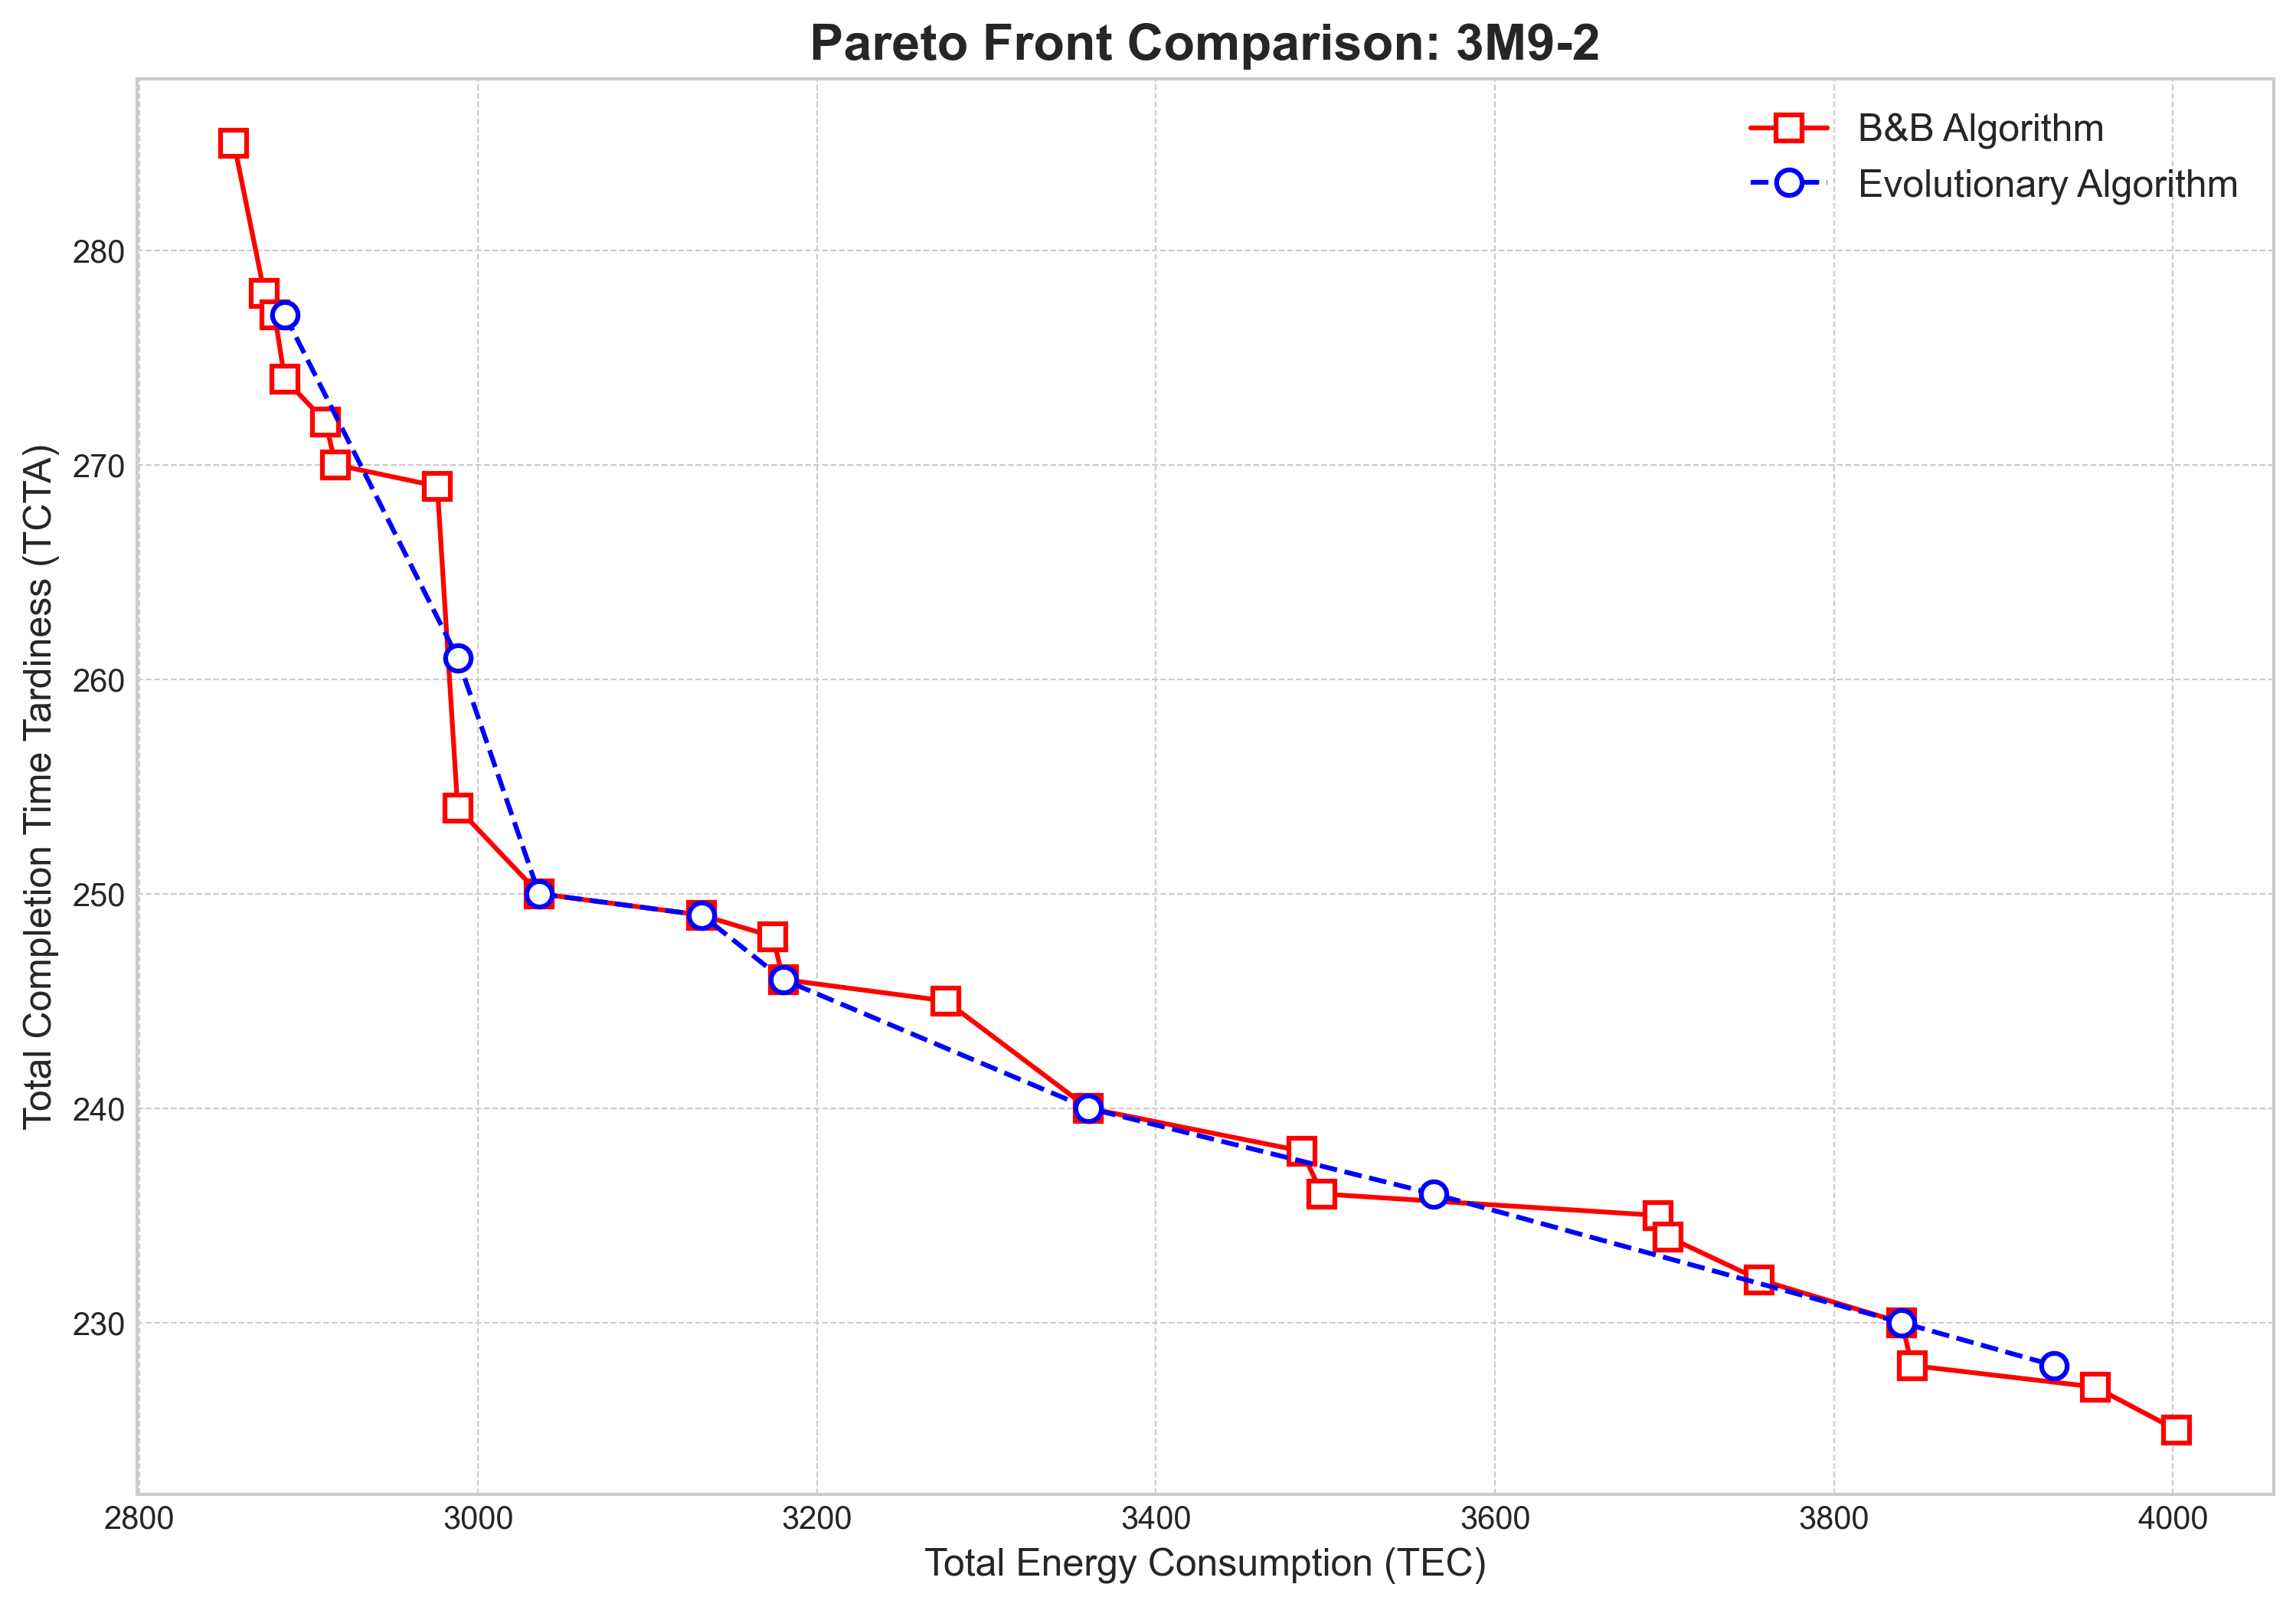 Pareto Front Comparison: 3M9-2
B&B Algorithm
Evolutionary Algorithm
Total Completion Time Tardiness (TCTA)
280
270
260
250
240
230
2800 3000 3200 3400 3600 3800 4000
Total Energy Consumption (TEC)